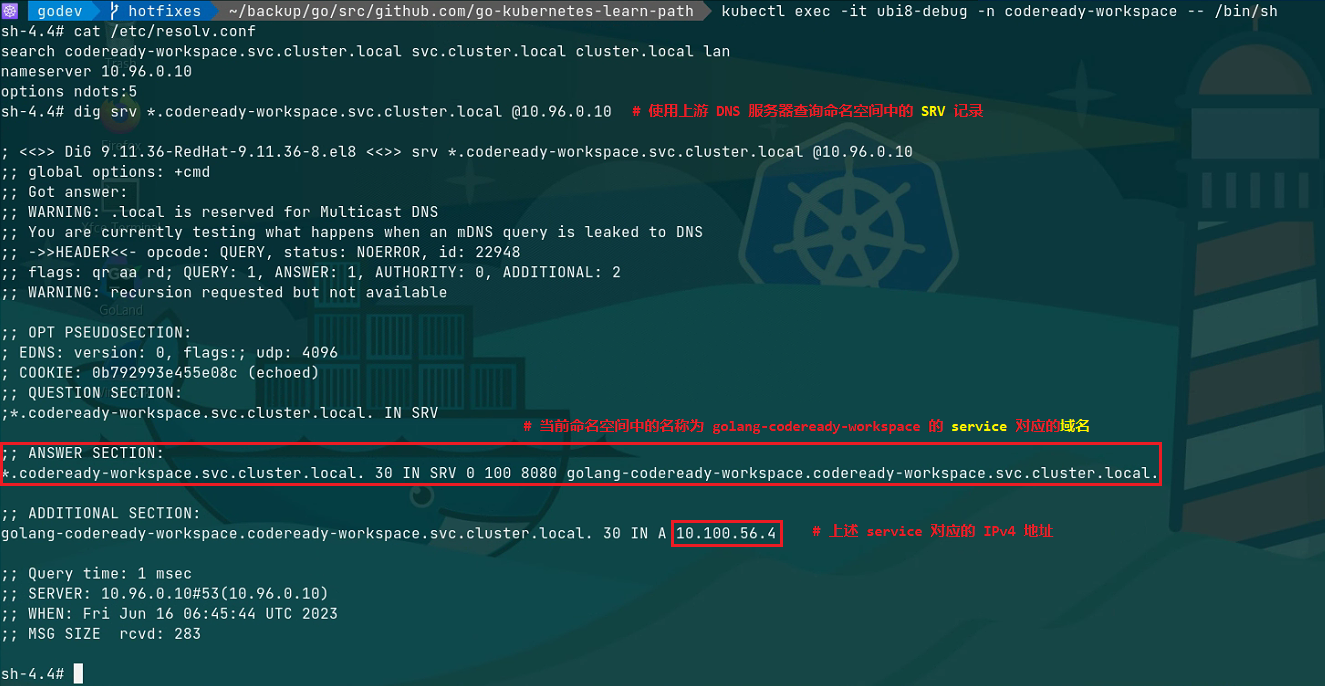 godev hotfixes ~/backup/go/src/github.com/go-kubernetes-learn-path kubectl exec -it ubi8-debug -n codeready-workspace -- /bin/sh
sh-4.4# cat /etc/resolv.conf
search codeready-workspace.svc.cluster.local svc.cluster.local cluster.local lan
nameserver 10.96.0.10
options ndots:5
sh-4.4# dig srv *.codeready-workspace.svc.cluster.local @10.96.0.10 # 使用上游 DNS 服务器查询命名空间中的 SRV 记录
; <<>> DiG 9.11.36-RedHat-9.11.36-8.el8 <<>> srv *.codeready-workspace.svc.cluster.local @10.96.0.10
;; global options: +cmd
;; Got answer:
;; WARNING: .local is reserved for Multicast DNS
;; You are currently testing what happens when an mDNS query is leaked to DNS
;; ->>HEADER<<- opcode: QUERY, status: NOERROR, id: 22948
;; flags: qr aa rd; QUERY: 1, ANSWER: 1, AUTHORITY: 0, ADDITIONAL: 2
;; WARNING: recursion requested but not available
GoLand
;; OPT PSEUDOSECTION:
; EDNS: version: 0, flags:; udp: 4096
; COOKIE: 0b792993e455e08c (echoed)
;; QUESTION SECTION:
;*.codeready-workspace.svc.cluster.local. IN SRV
# 当前命名空间中的名称为 golang-codeready-workspace 的 service 对应的域名
;; ANSWER SECTION:
*.codeready-workspace.svc.cluster.local. 30 IN SRV 0 100 8080 golang-codeready-workspace.codeready-workspace.svc.cluster.local.
;; ADDITIONAL SECTION:
golang-codeready-workspace.codeready-workspace.svc.cluster.local. 30 IN A 10.100.56.4 # 上述 service 对应的 IPv4 地址
;; Query time: 1 msec
;; SERVER: 10.96.0.10#53(10.96.0.10)
;; WHEN: Fri Jun 16 06:45:44 UTC 2023
;; MSG SIZE  rcvd: 283
sh-4.4#